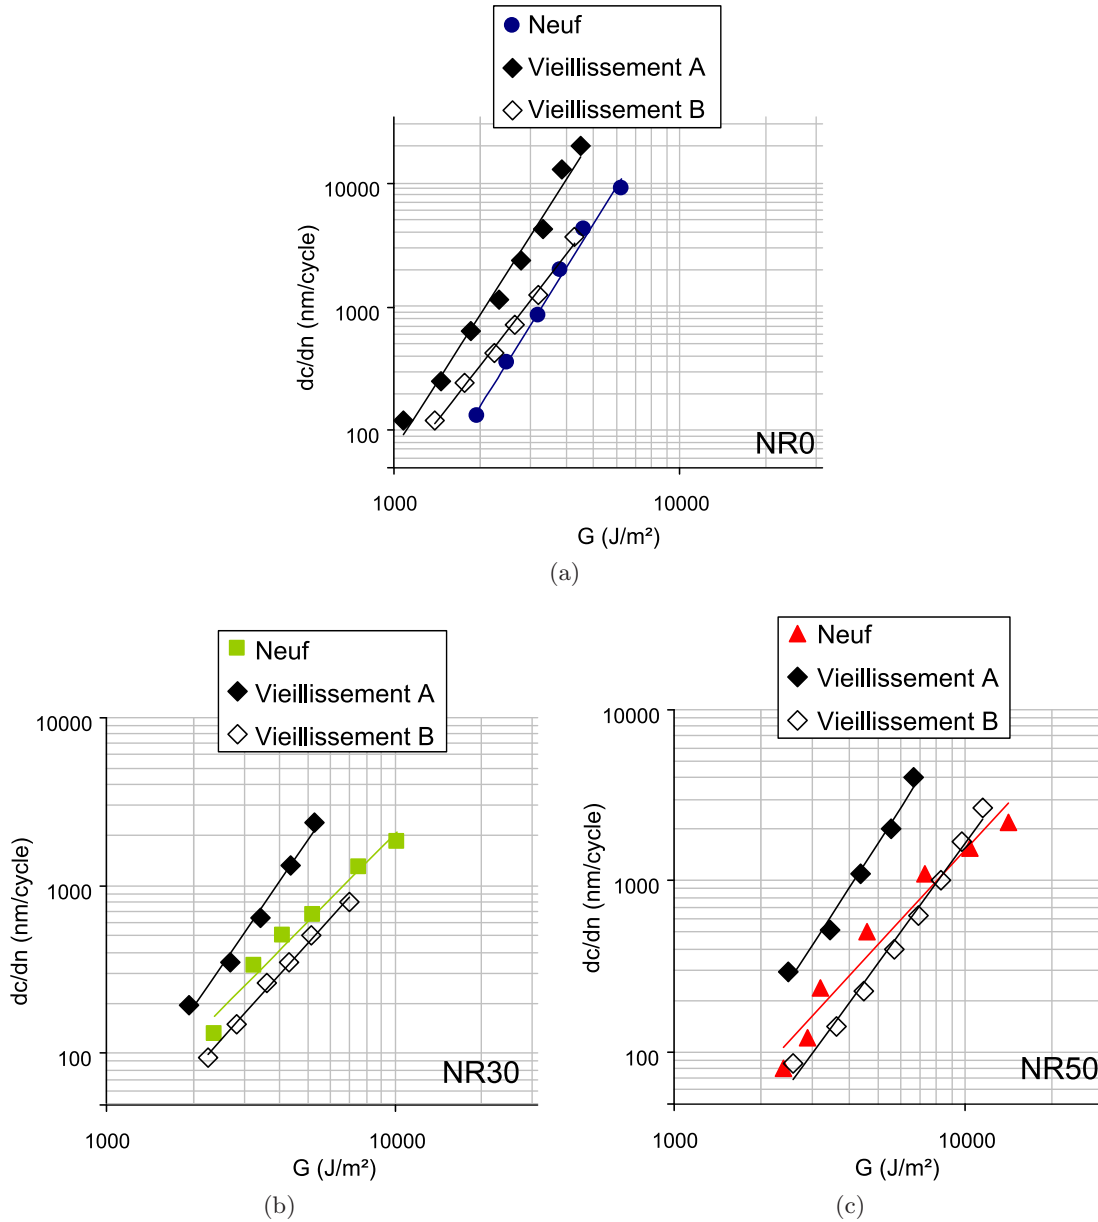 (a)
Neuf
Vieillissement A
Vieillissement B
10000
1000
100
dc/dn (nm/cycle)
NR0
1000
10000
G (J/m²)
(a)
Neuf
Vieillissement A
Vieillissement B
10000
1000
100
dc/dn (nm/cycle)
NR30
1000
10000
G (J/m²)
(b)
Neuf
Vieillissement A
Vieillissement B
10000
1000
100
dc/dn (nm/cycle)
NR50
1000
10000
G (J/m²)
(c)